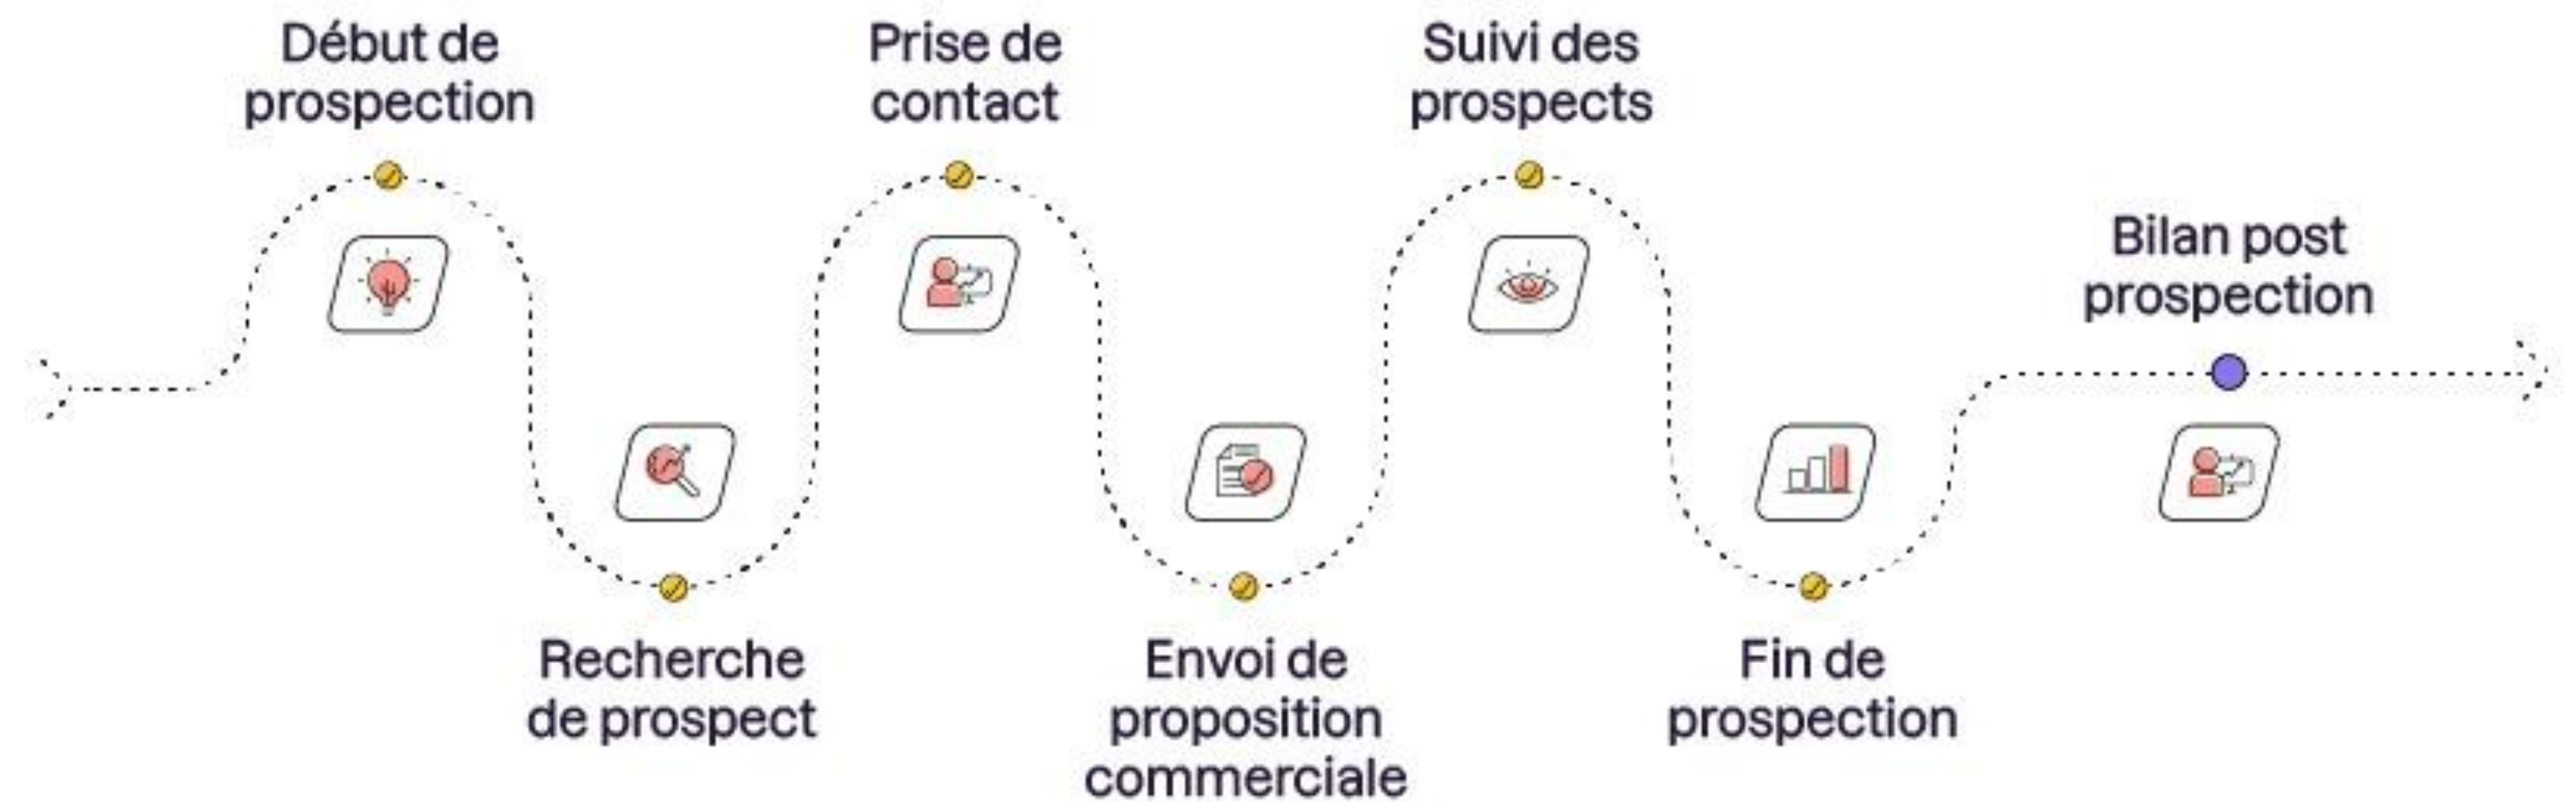 Début de
prospection
Recherche
de prospect
Prise de
contact
Envoi de
proposition
commerciale
Suivi des
prospects
Fin de
prospection
Bilan post
prospection